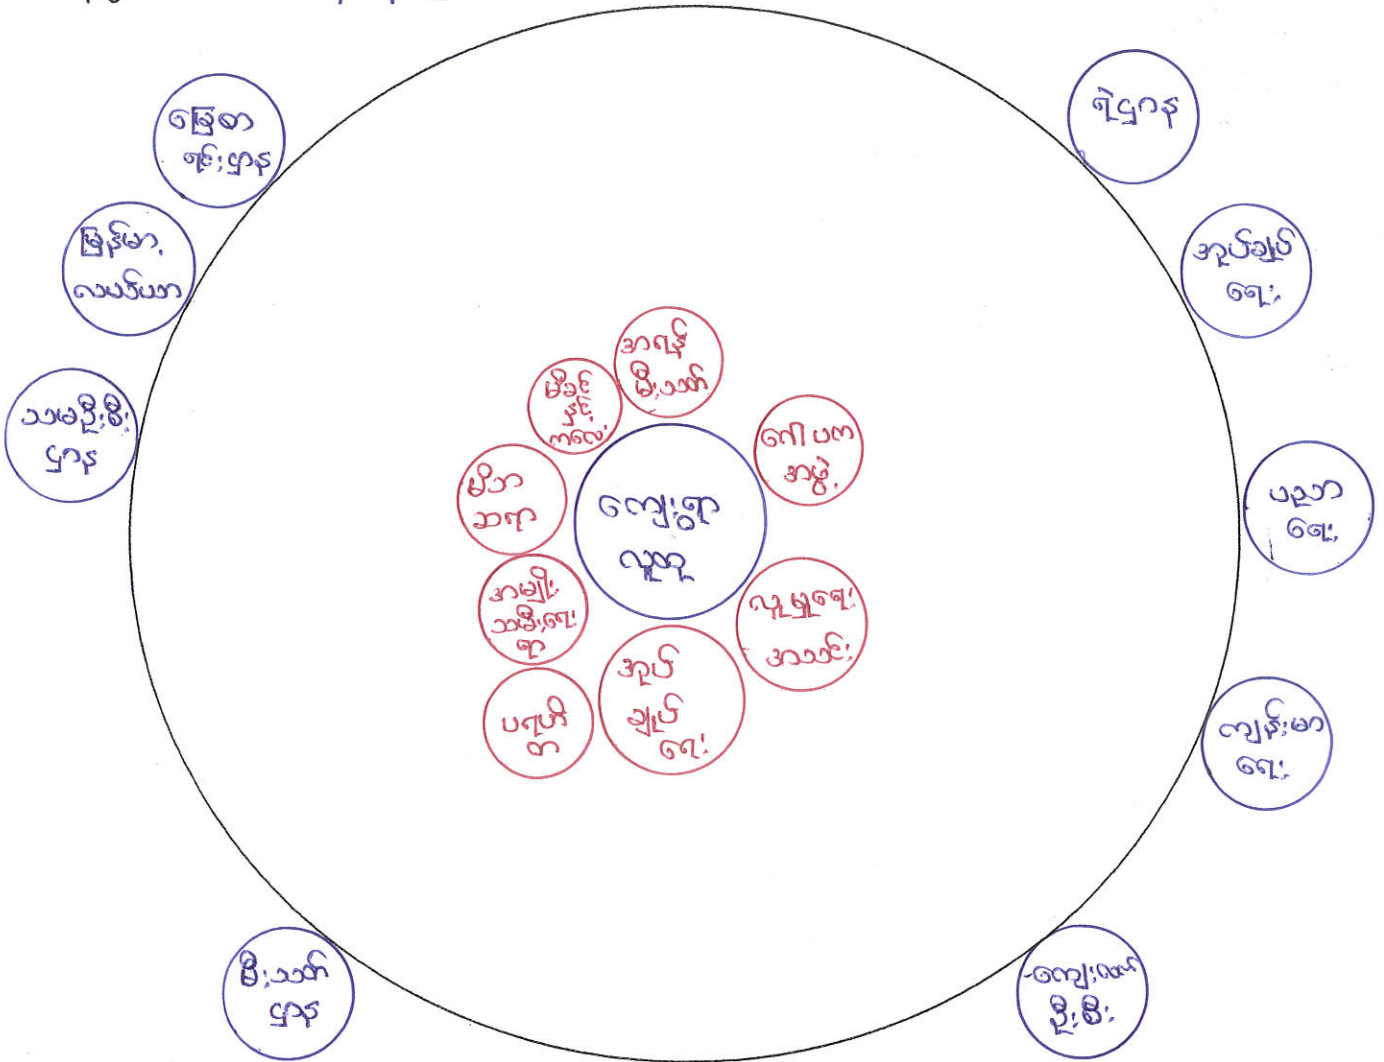 မြေစာ
ရင်းဌာန
မြန်မာ့
လယ်ယာ
သမဦးစီး
ဌာန
ရဲဌာန
အုပ်ချုပ်
ရေး
ပညာ
ရေး
ကျန်းမာ
ရေး
ကျေးလက်
ဦးစီး
မီးသတ်
ဌာန
အရန်
မီးသတ်
မိခင်
နှင့်
ကလေး
မိဘ
ဆရာ
အမျိုး
သမီးရေး
ရာ
ပရဟိ
တ
အုပ်
ချုပ်
ရေး
လူမှုရေး
အသင်း
ဂေါပက
အဖွဲ့
ကျေးရွာ
လူထု